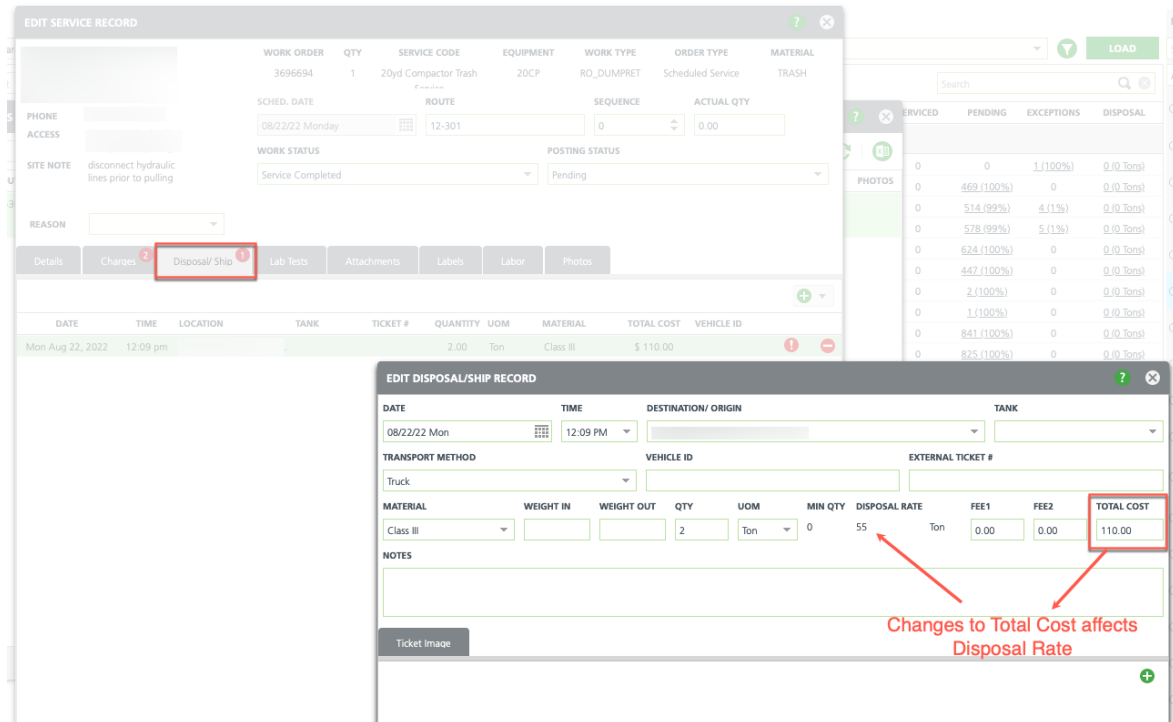 EDIT SERVICE RECORD
?
WORK ORDER QTY SERVICE CODE EQUIPMENT WORK TYPE ORDER TYPE MATERIAL
3696694 1 20yd Compactor Trash 20CP RO_DUMPRET Scheduled Service TRASH
Service
LOAD
Search
SCHED. DATE ROUTE SEQUENCE ACTUAL QTY
08/22/22 Monday 12-301 0 0.00
PHONE
ACCESS
SITE NOTE disconnect hydraulic
lines prior to pulling
WORK STATUS POSTING STATUS
Service Completed Pending
REASON
?
PHOTOS
ERVICED PENDING EXCEPTIONS DISPOSAL
0 0 1 (100%) 0 (0 Tons)
0 469 (100%) 0 0 (0 Tons)
0 514 (99%) 4 (1%) 0 (0 Tons)
0 578 (99%) 5 (1%) 0 (0 Tons)
0 624 (100%) 0 0 (0 Tons)
0 447 (100%) 0 0 (0 Tons)
0 2 (100%) 0 0 (0 Tons)
0 1 (100%) 0 0 (0 Tons)
0 841 (100%) 0 0 (0 Tons)
0 825 (100%) 0 0 (0 Tons)
Details Charges 2 Disposal/ Ship 1 Lab Tests Attachments Labels Labor Photos
DATE TIME LOCATION TANK TICKET # QUANTITY UOM MATERIAL TOTAL COST VEHICLE ID
Mon Aug 22, 2022 12:09 pm 2.00 Ton Class III $ 110.00
EDIT DISPOSAL/SHIP RECORD
?
DATE TIME DESTINATION/ ORIGIN TANK
08/22/22 Mon 12:09 PM
TRANSPORT METHOD VEHICLE ID EXTERNAL TICKET #
Truck
MATERIAL WEIGHT IN WEIGHT OUT QTY UOM MIN QTY DISPOSAL RATE FEE1 FEE2 TOTAL COST
Class III 2 Ton 0 55 Ton 0.00 0.00 110.00
NOTES
Changes to Total Cost affects
Disposal Rate
Ticket Image